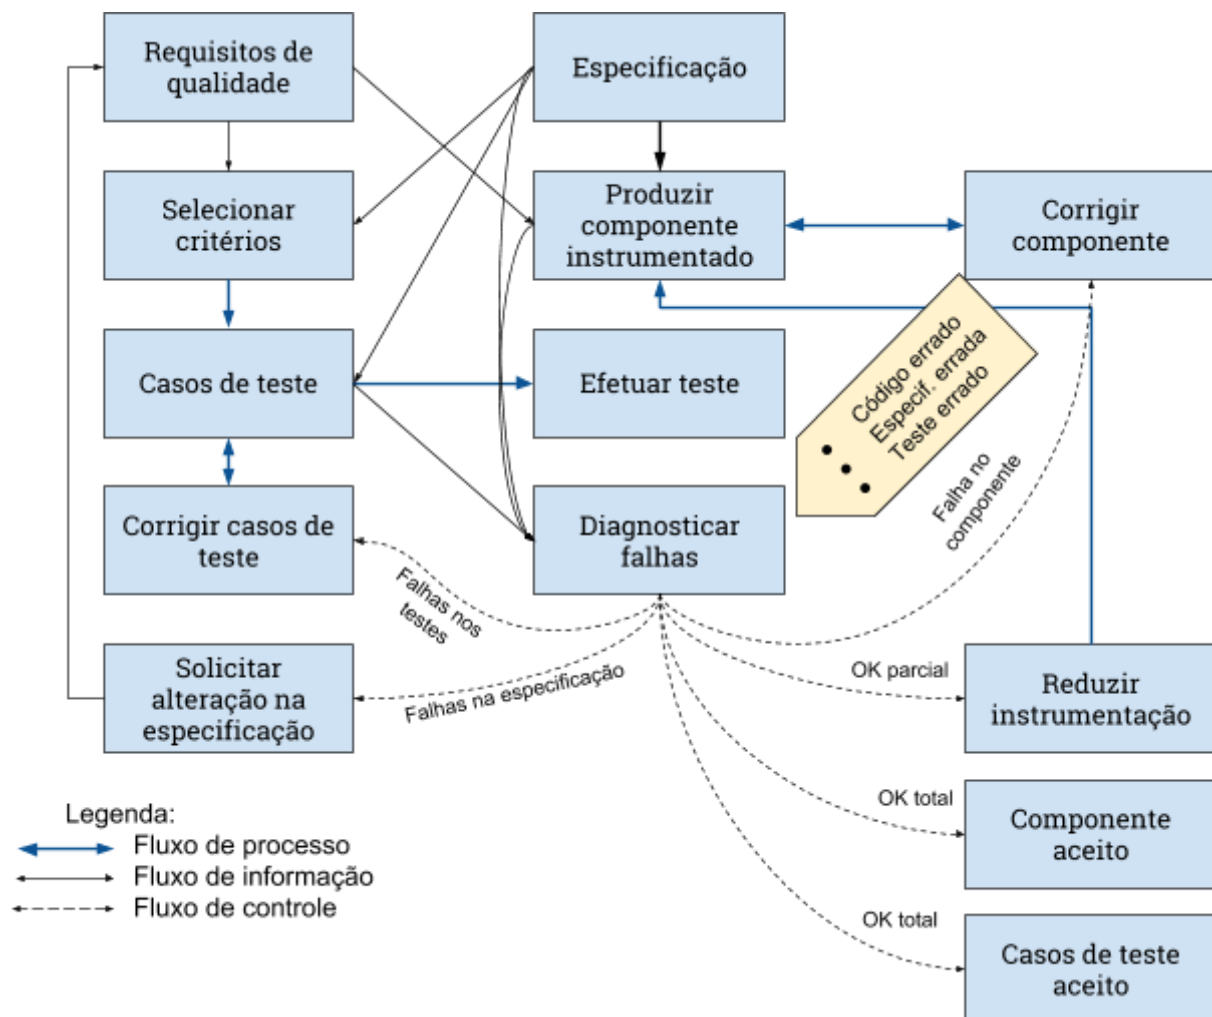 Requisitos de
qualidade
Especificação
Selecionar
critérios
Produzir
componente
instrumentado
Corrigir
componente
Casos de teste
Efetuar teste
Código errado
Especif. errada
Teste errado
Corrigir casos de
teste
Diagnosticar
falhas
Falha no
componente
Falhas nos
testes
Solicitar
alteração na
especificação
Falhas na especificação
OK parcial
Reduzir
instrumentação
OK total
Componente
aceito
OK total
Casos de teste
aceito
Legenda:
Fluxo de processo
Fluxo de informação
Fluxo de controle